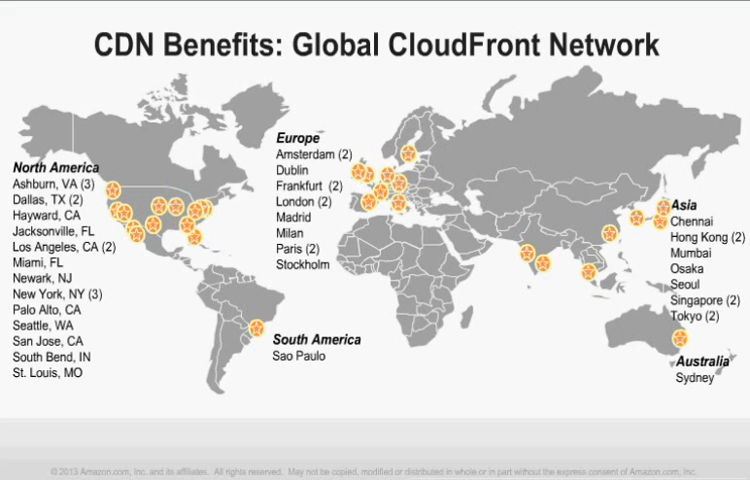 CDN Benefits: Global CloudFront Network
North America
Ashburn, VA (3)
Dallas, TX (2)
Hayward, CA
Jacksonville, FL
Los Angeles, CA (2)
Miami, FL
Newark, NJ
New York, NY (3)
Palo Alto, CA
Seattle, WA
San Jose, CA
South Bend, IN
St. Louis, MO
Europe
Amsterdam (2)
Dublin
Frankfurt (2)
London (2)
Madrid
Milan
Paris (2)
Stockholm
South America
Sao Paulo
Asia
Chennai
Hong Kong (2)
Mumbai
Osaka
Seoul
Singapore (2)
Tokyo (2)
Australia
Sydney
© 2013 Amazon.com, Inc. and its affiliates. All rights reserved. May not be copied, modified or distributed in whole or in part without the express consent of Amazon.com, Inc.